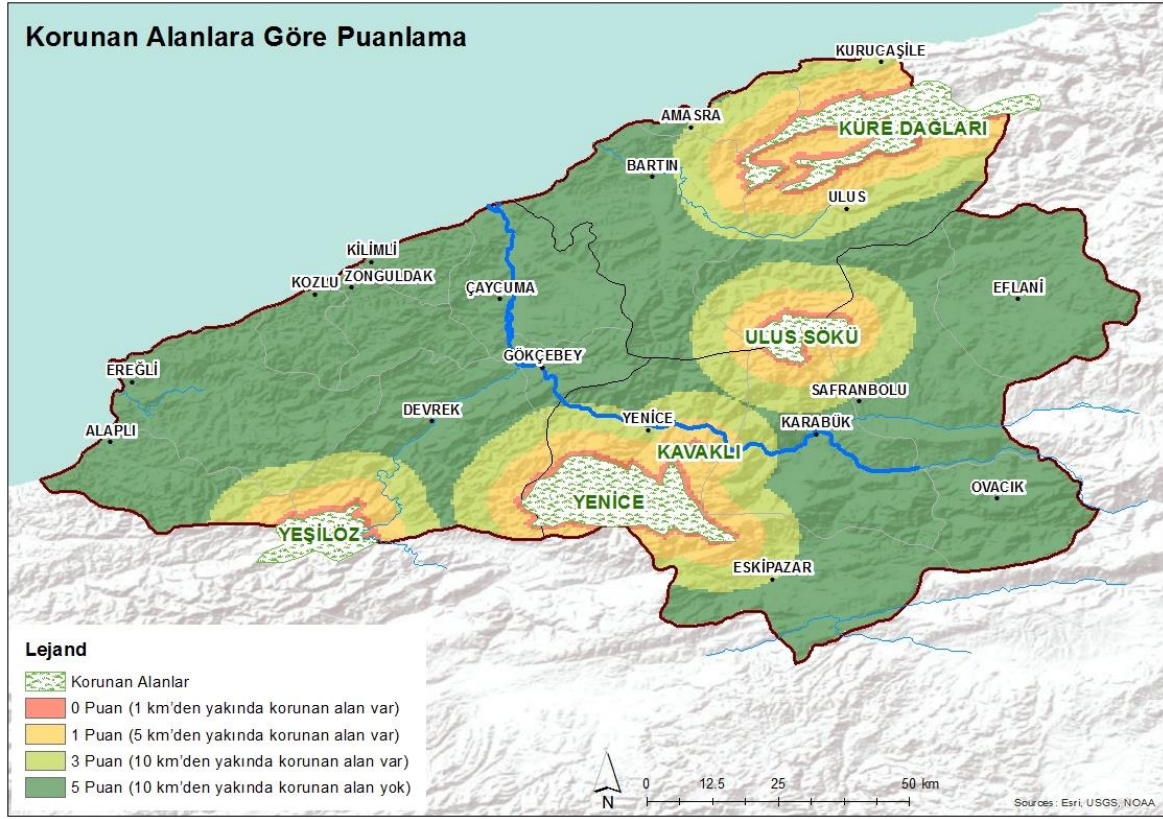 Korunan Alanlara Göre Puanlama
KURUCAŞİLE
AMASRA
KÜRE DAĞLARI
BARTIN
ULUS
KİLİMLİ
ZONGULDAK
KOZLU
ÇAYCUMA
EFLANİ
ULUS SÖKÜ
GÖKÇEBEY
EREĞLİ
SAFRANBOLU
DEVREK
YENİCE
KARABÜK
ALAPLI
KAVAKLI
OVACIK
YENİCE
YEŞİLÖZ
ESKİPAZAR
Lejand
Korunan Alanlar
0 Puan (1 km'den yakında korunan alan var)
1 Puan (5 km'den yakında korunan alan var)
3 Puan (10 km'den yakında korunan alan var)
5 Puan (10 km'den yakında korunan alan yok)
N
0 12.5 25 50 km
Sources: Esri, USGS, NOAA